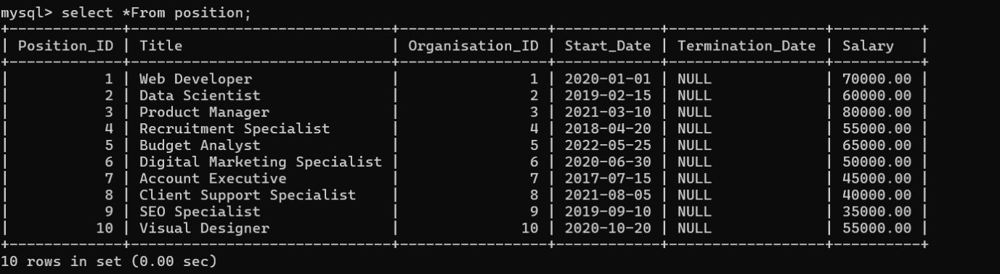 mysql> select *From position;
+-------------+------------------------------+-----------------+------------+------------------+----------+
| Position_ID | Title                        | Organisation_ID | Start_Date | Termination_Date | Salary   |
+-------------+------------------------------+-----------------+------------+------------------+----------+
|           1 | Web Developer                |               1 | 2020-01-01 | NULL             | 70000.00 |
|           2 | Data Scientist               |               2 | 2019-02-15 | NULL             | 60000.00 |
|           3 | Product Manager              |               3 | 2021-03-10 | NULL             | 80000.00 |
|           4 | Recruitment Specialist       |               4 | 2018-04-20 | NULL             | 55000.00 |
|           5 | Budget Analyst               |               5 | 2022-05-25 | NULL             | 65000.00 |
|           6 | Digital Marketing Specialist |               6 | 2020-06-30 | NULL             | 50000.00 |
|           7 | Account Executive            |               7 | 2017-07-15 | NULL             | 45000.00 |
|           8 | Client Support Specialist    |               8 | 2021-08-05 | NULL             | 40000.00 |
|           9 | SEO Specialist               |               9 | 2019-09-10 | NULL             | 35000.00 |
|          10 | Visual Designer              |              10 | 2020-10-20 | NULL             | 55000.00 |
+-------------+------------------------------+-----------------+------------+------------------+----------+
10 rows in set (0.00 sec)